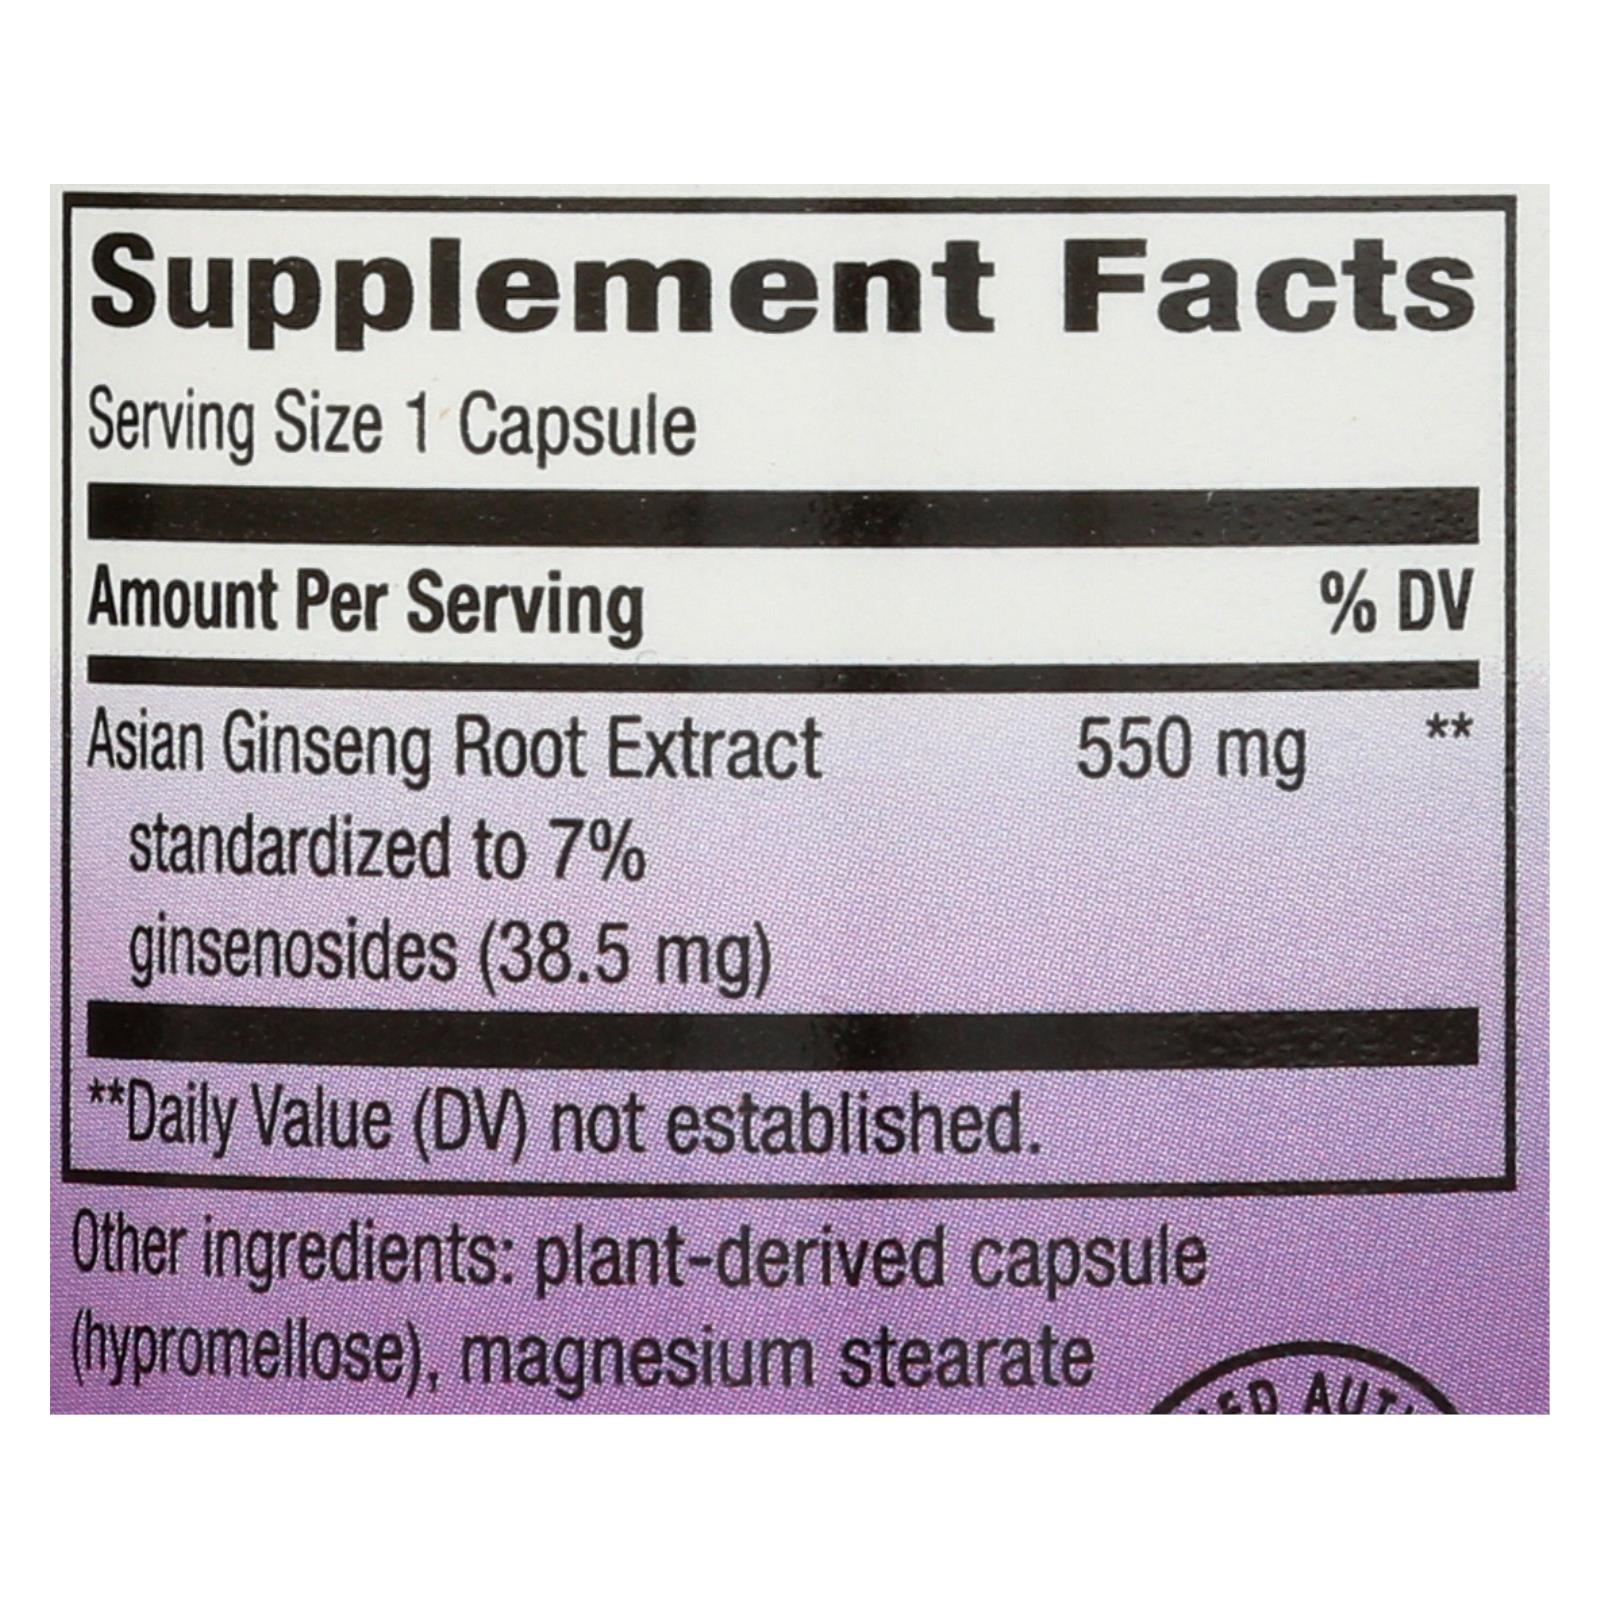 Supplement Facts
Serving Size 1 Capsule
Amount Per Serving % DV
Asian Ginseng Root Extract 550 mg **
standardized to 7%
ginsenosides (38.5 mg)
**Daily Value (DV) not established.
Other ingredients: plant-derived capsule
(hypromellose), magnesium stearate